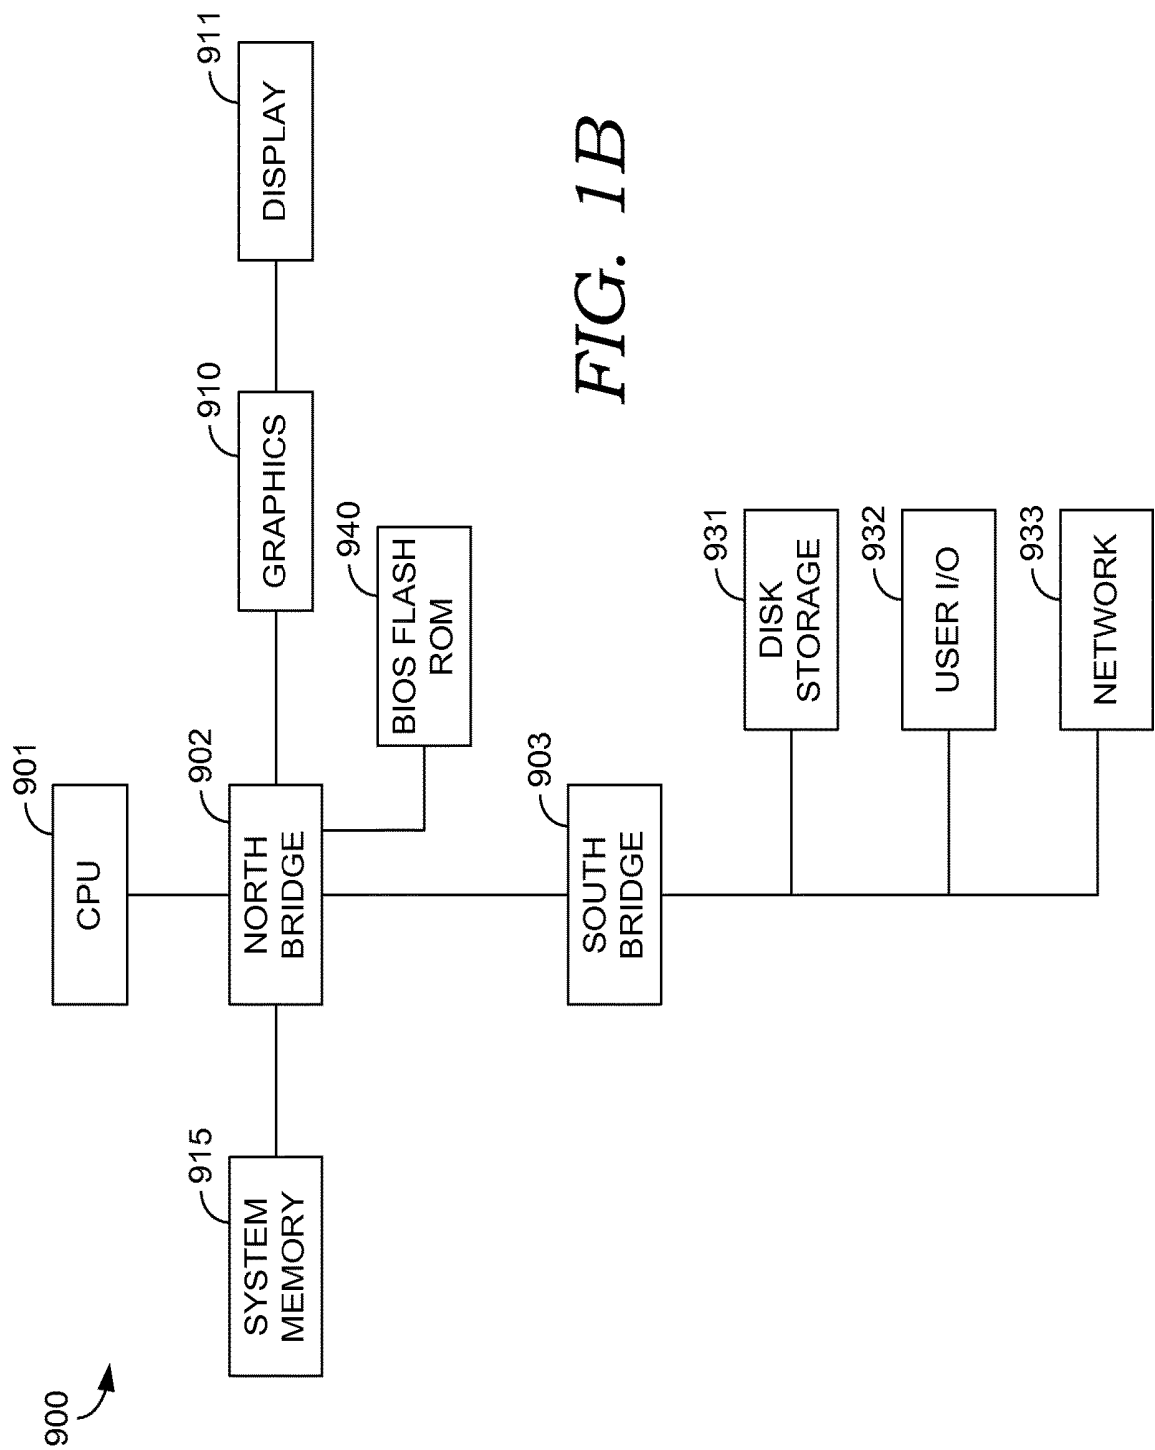 900
901
CPU
915
SYSTEM
MEMORY
902
NORTH
BRIDGE
910
GRAPHICS
911
DISPLAY
940
BIOS FLASH
ROM
903
SOUTH
BRIDGE
931
DISK
STORAGE
932
USER I/O
933
NETWORK
FIG. 1B